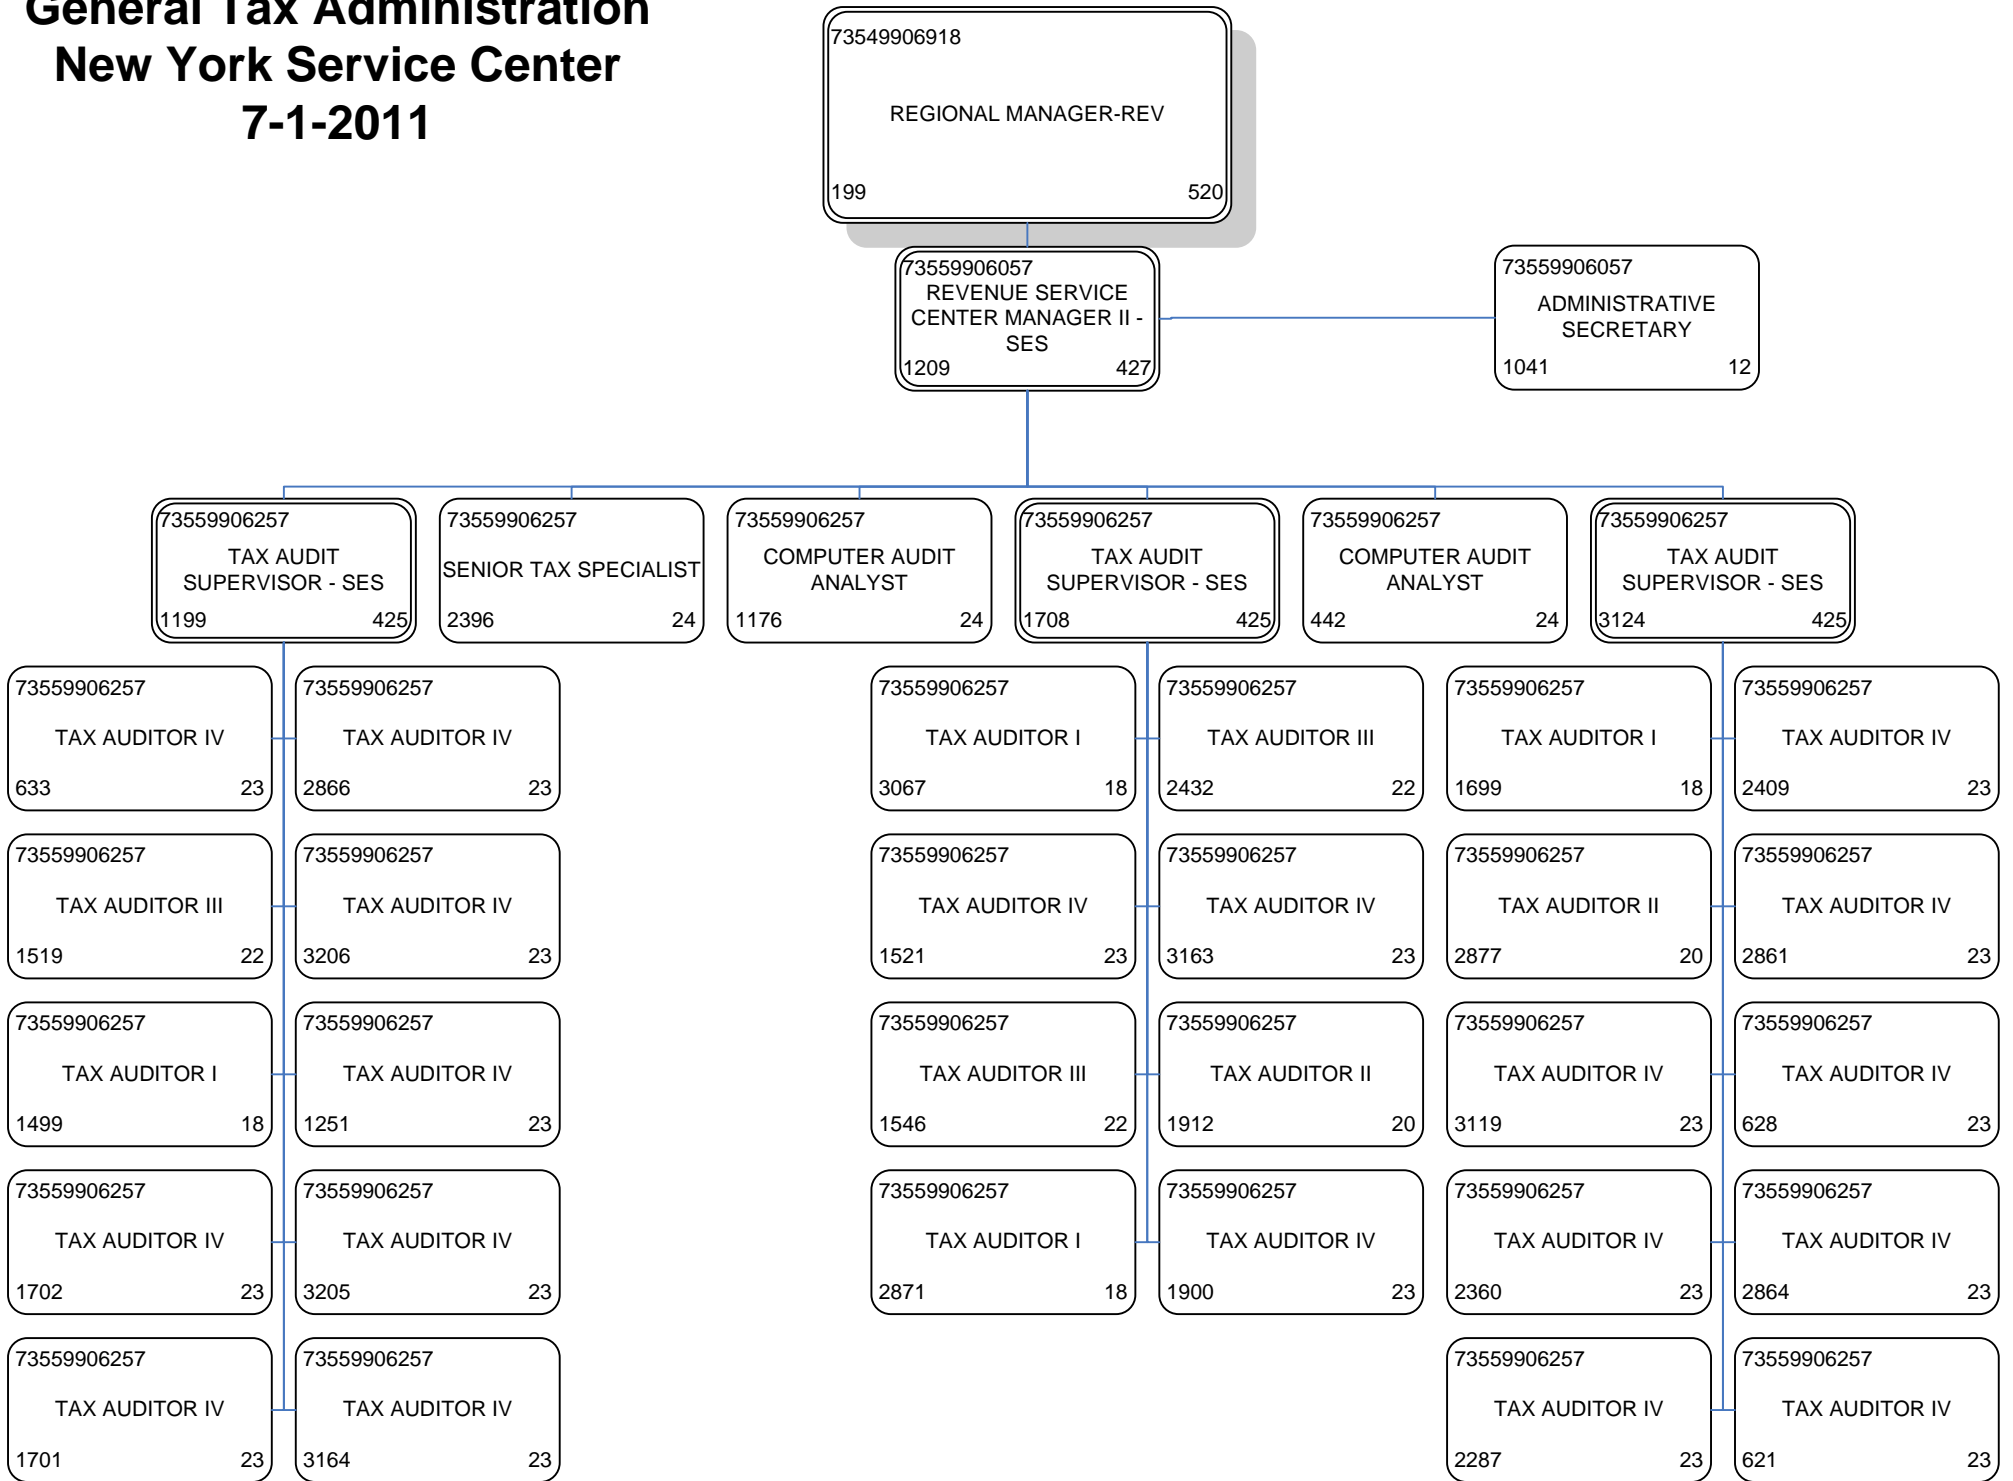 General Tax Administration
New York Service Center
7-1-2011
73549906918
REGIONAL MANAGER-REV
199 520
73559906057
REVENUE SERVICE
CENTER MANAGER II -
SES
1209 427
73559906057
ADMINISTRATIVE
SECRETARY
1041 12
73559906257
TAX AUDIT
SUPERVISOR - SES
1199 425
73559906257
SENIOR TAX SPECIALIST
2396 24
73559906257
COMPUTER AUDIT
ANALYST
1176 24
73559906257
TAX AUDIT
SUPERVISOR - SES
1708 425
73559906257
COMPUTER AUDIT
ANALYST
442 24
73559906257
TAX AUDIT
SUPERVISOR - SES
3124 425
73559906257
TAX AUDITOR IV
633 23
73559906257
TAX AUDITOR IV
2866 23
73559906257
TAX AUDITOR I
3067 18
73559906257
TAX AUDITOR III
2432 22
73559906257
TAX AUDITOR I
1699 18
73559906257
TAX AUDITOR IV
2409 23
73559906257
TAX AUDITOR III
1519 22
73559906257
TAX AUDITOR IV
3206 23
73559906257
TAX AUDITOR IV
1521 23
73559906257
TAX AUDITOR IV
3163 23
73559906257
TAX AUDITOR II
2877 20
73559906257
TAX AUDITOR IV
2861 23
73559906257
TAX AUDITOR I
1499 18
73559906257
TAX AUDITOR IV
1251 23
73559906257
TAX AUDITOR III
1546 22
73559906257
TAX AUDITOR II
1912 20
73559906257
TAX AUDITOR IV
3119 23
73559906257
TAX AUDITOR IV
628 23
73559906257
TAX AUDITOR IV
1702 23
73559906257
TAX AUDITOR IV
3205 23
73559906257
TAX AUDITOR I
2871 18
73559906257
TAX AUDITOR IV
1900 23
73559906257
TAX AUDITOR IV
2360 23
73559906257
TAX AUDITOR IV
2864 23
73559906257
TAX AUDITOR IV
1701 23
73559906257
TAX AUDITOR IV
3164 23
73559906257
TAX AUDITOR IV
2287 23
73559906257
TAX AUDITOR IV
621 23